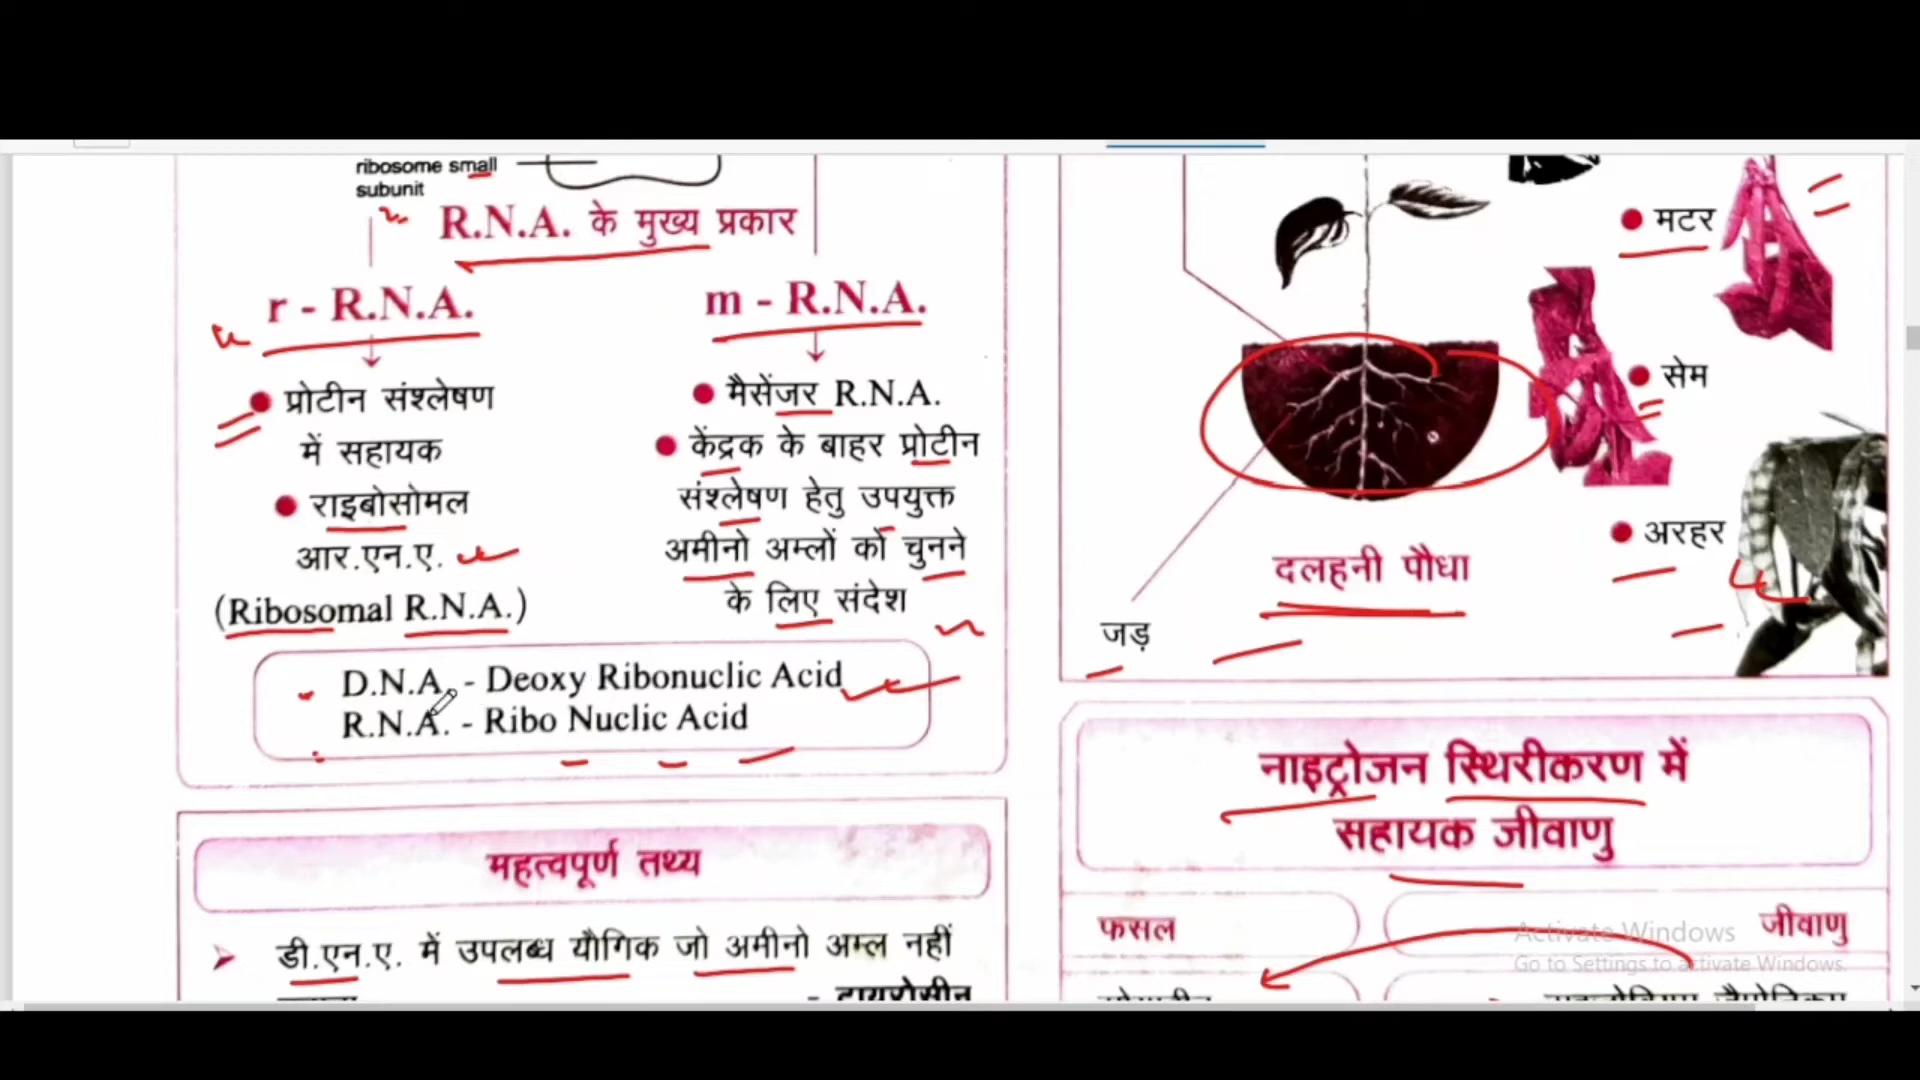 ribosome small
subunit
R.N.A. के मुख्य प्रकार
r - R.N.A.
प्रोटीन संश्लेषण
में सहायक
राइबोसोमल
आर.एन.ए.
(Ribosomal R.N.A.)
m - R.N.A.
मैसेंजर R.N.A.
केंद्रक के बाहर प्रोटीन
संश्लेषण हेतु उपयुक्त
अमीनो अम्लों को चुनने
के लिए संदेश
D.N.A. - Deoxy Ribonuclic Acid
R.N.A. - Ribo Nuclic Acid
महत्वपूर्ण तथ्य
डी.एन.ए. में उपलब्ध यौगिक जो अमीनो अम्ल नहीं
- टायरोसीन
मटर
सेम
अरहर
दलहनी पौधा
जड़
नाइट्रोजन स्थिरीकरण में
सहायक जीवाणु
फसल
जीवाणु
Activate Windows
Go to Settings to activate Windows.